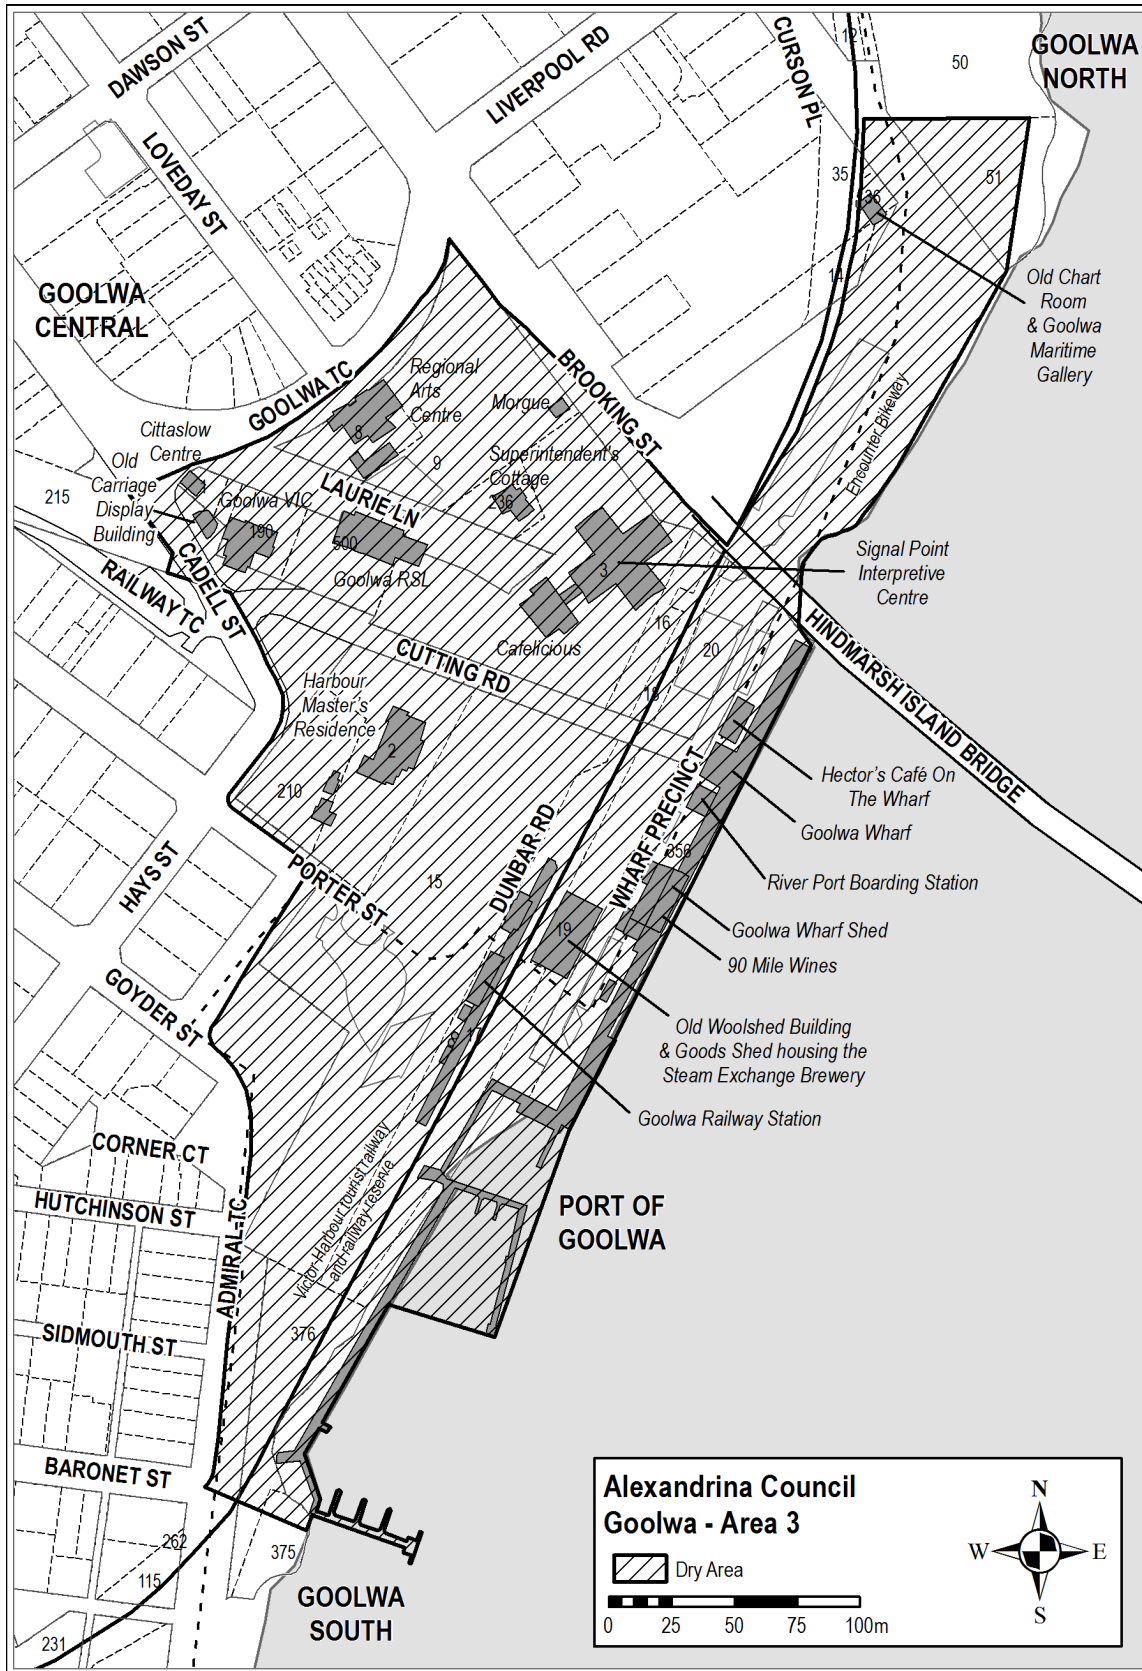 DAWSON ST
LIVERPOOL RD
CURSON PL
12
50
GOOLWA
NORTH
LOVEDAY ST
35
36
51
14
GOOLWA
CENTRAL
Old Chart
Room
& Goolwa
Maritime
Gallery
GOOLWA TC
Regional
Arts
Centre
BROOKING ST
Encounter Bikeway
Morgue
Cittaslow
Centre
8
9
Superintendent's
Cottage
236
Old
Carriage
Display
Building
215
1
Goolwa VIC
190
LAURIE LN
500
Goolwa RSL
Signal Point
Interpretive
Centre
3
CADELL ST
RAILWAY TC
Cafelicious
16
20
18
HINDMARSH ISLAND BRIDGE
CUTTING RD
Harbour
Master's
Residence
2
210
Hector's Café On
The Wharf
Goolwa Wharf
WHARF PRECINCT
356
River Port Boarding Station
HAYS ST
PORTER ST
15
DUNBAR RD
19
Goolwa Wharf Shed
90 Mile Wines
GOYDER ST
17
Old Woolshed Building
& Goods Shed housing the
Steam Exchange Brewery
Goolwa Railway Station
CORNER CT
HUTCHINSON ST
ADMIRAL TC
Victor Harbour tourist railway
and railway reserve
PORT OF
GOOLWA
SIDMOUTH ST
376
BARONET ST
262
115
375
231
GOOLWA
SOUTH
Alexandrina Council
Goolwa - Area 3
Dry Area
0 25 50 75 100m
N
W
E
S